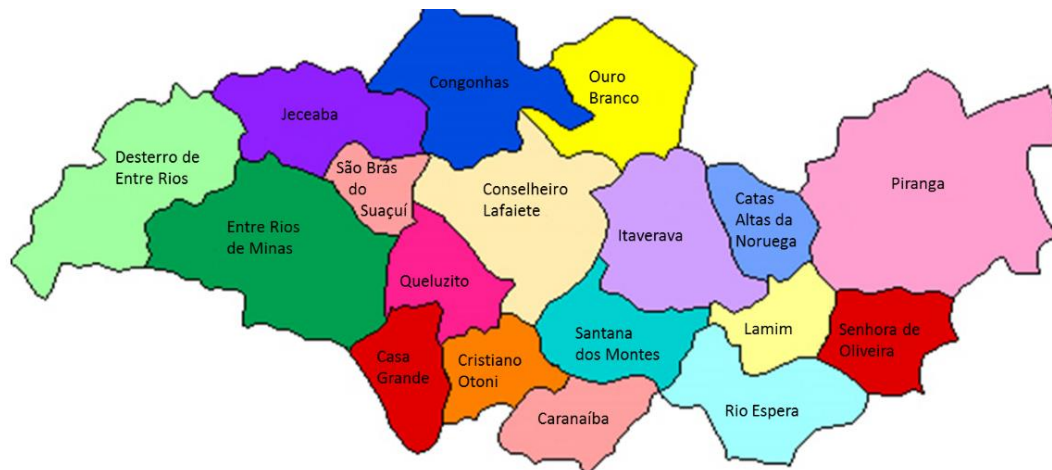 Congonhas
Ouro
Branco
Jeceaba
Desterro de
Entre Rios
São Brás
do
Suaçuí
Conselheiro
Lafaiete
Catas
Altas da
Noruega
Piranga
Entre Rios
de Minas
Itaverava
Queluzito
Casa
Grande
Cristiano
Otoni
Santana
dos Montes
Lamim
Senhora de
Oliveira
Caranaíba
Rio Espera